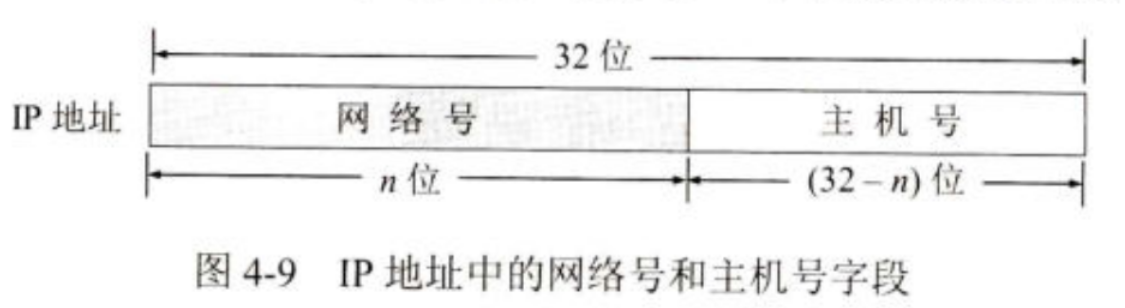 32 位
IP 地址
网 络 号
主 机 号
n 位
(32 – n) 位
图 4-9 IP 地址中的网络号和主机号字段